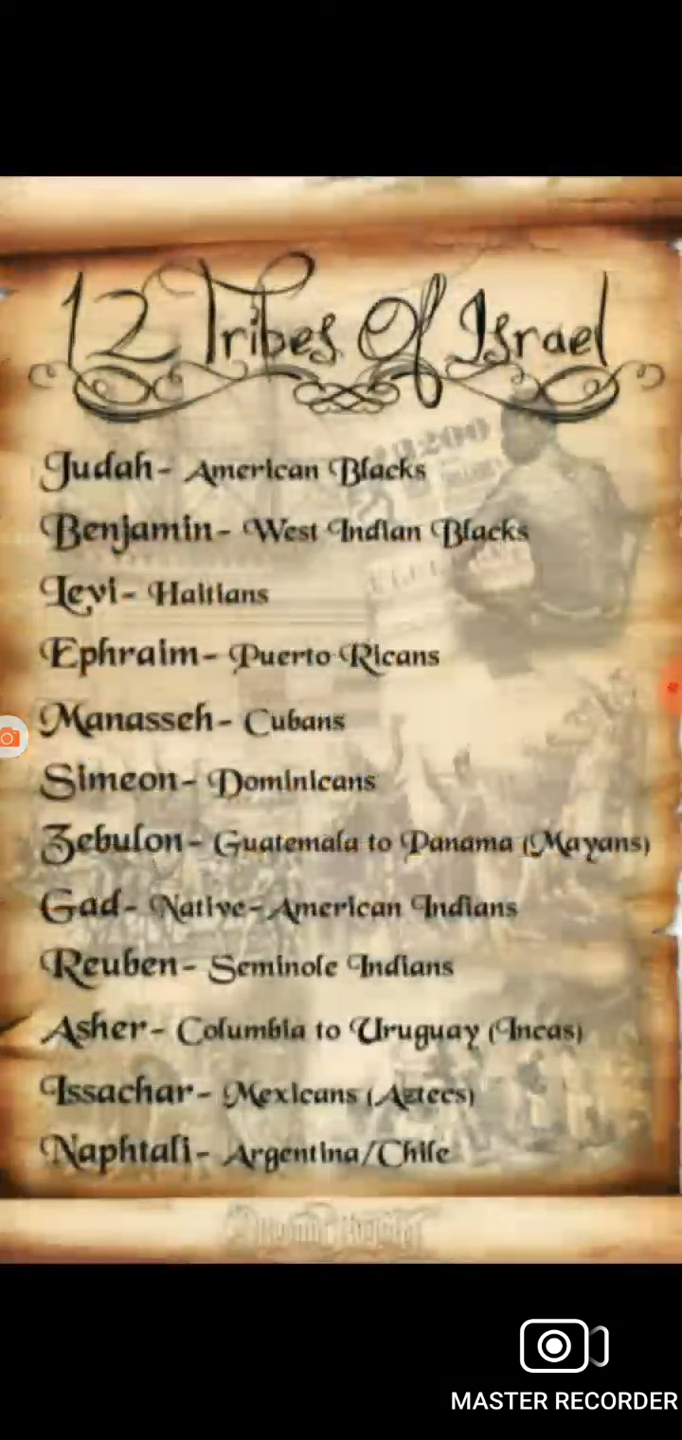 12 Tribes Of Israel
Judah- American Blacks
Benjamin- West Indian Blacks
Levi- Haitians
Ephraim- Puerto Ricans
Manasseh- Cubans
Simeon- Dominicans
Zebulon- Guatemala to Panama (Mayans)
Gad- Native-American Indians
Reuben- Seminole Indians
Asher- Columbia to Uruguay (Incas)
Issachar- Mexicans (Aztecs)
Naphtali- Argentina/Chile
MASTER RECORDER